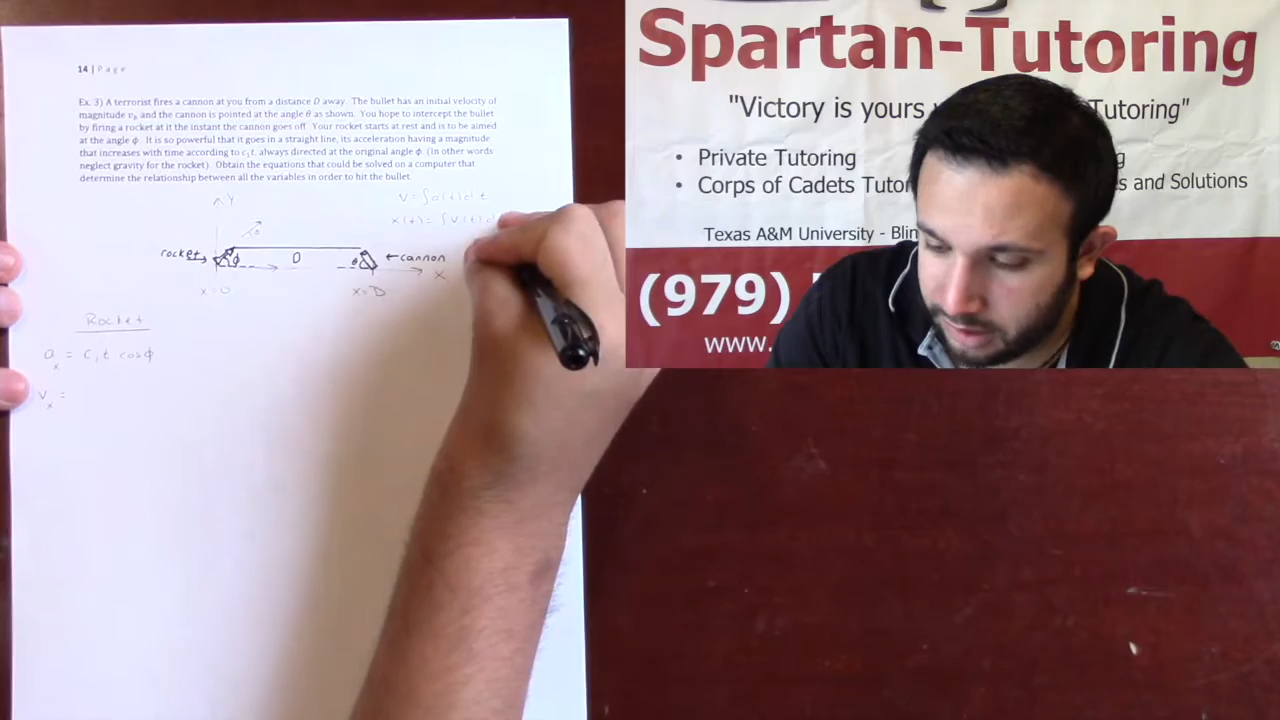 14 | Page
Ex. 3) A terrorist fires a cannon at you from a distance D away. The bullet has an initial velocity of
magnitude v₀ and the cannon is pointed at the angle θ as shown. You hope to intercept the bullet
by firing a rocket at it the instant the cannon goes off. Your rocket starts at rest and is to be aimed
at the angle ϕ. It is so powerful that it goes in a straight line, its acceleration having a magnitude
that increases with time according to c₁t, always directed at the original angle ϕ. (In other words
neglect gravity for the rocket). Obtain the equations that could be solved on a computer that
determine the relationship between all the variables in order to hit the bullet.
V = ∫a(t)dt
x(t) = ∫V(t)d
Y
a
rocket
ϕ
D
θ
cannon
x
x=0
x=D
Rocket
aₓ = c₁t cosϕ
vₓ =
Spartan-Tutoring
"Victory is yours Tutoring"
• Private Tutoring
• Corps of Cadets Tutor
s and Solutions
Texas A&M University - Blin
(979)
www.